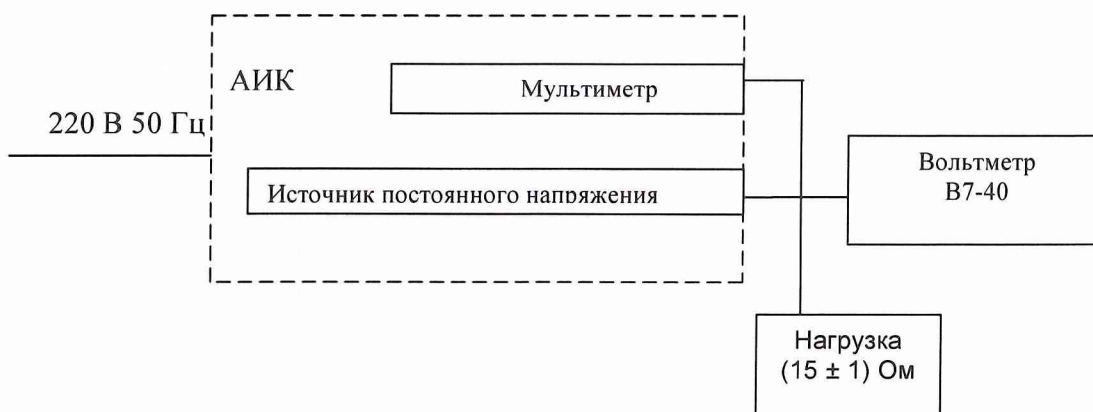 АИК
Мультиметр
220 В 50 Гц
Источник постоянного напряжения
Вольтметр
В7-40
Нагрузка
(15 ± 1) Ом